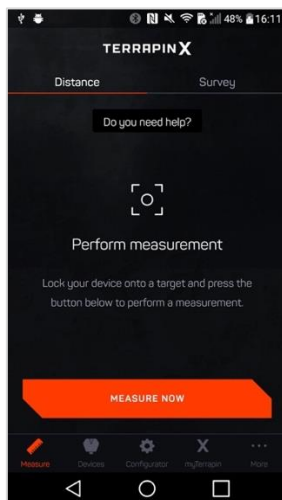 48% 16:11
TERRAPIN X
Distance Survey
Do you need help?
Perform measurement
Lock your device onto a target and press the
button below to perform a measurement.
MEASURE NOW
Measure Devices Configurator myTerrapin More